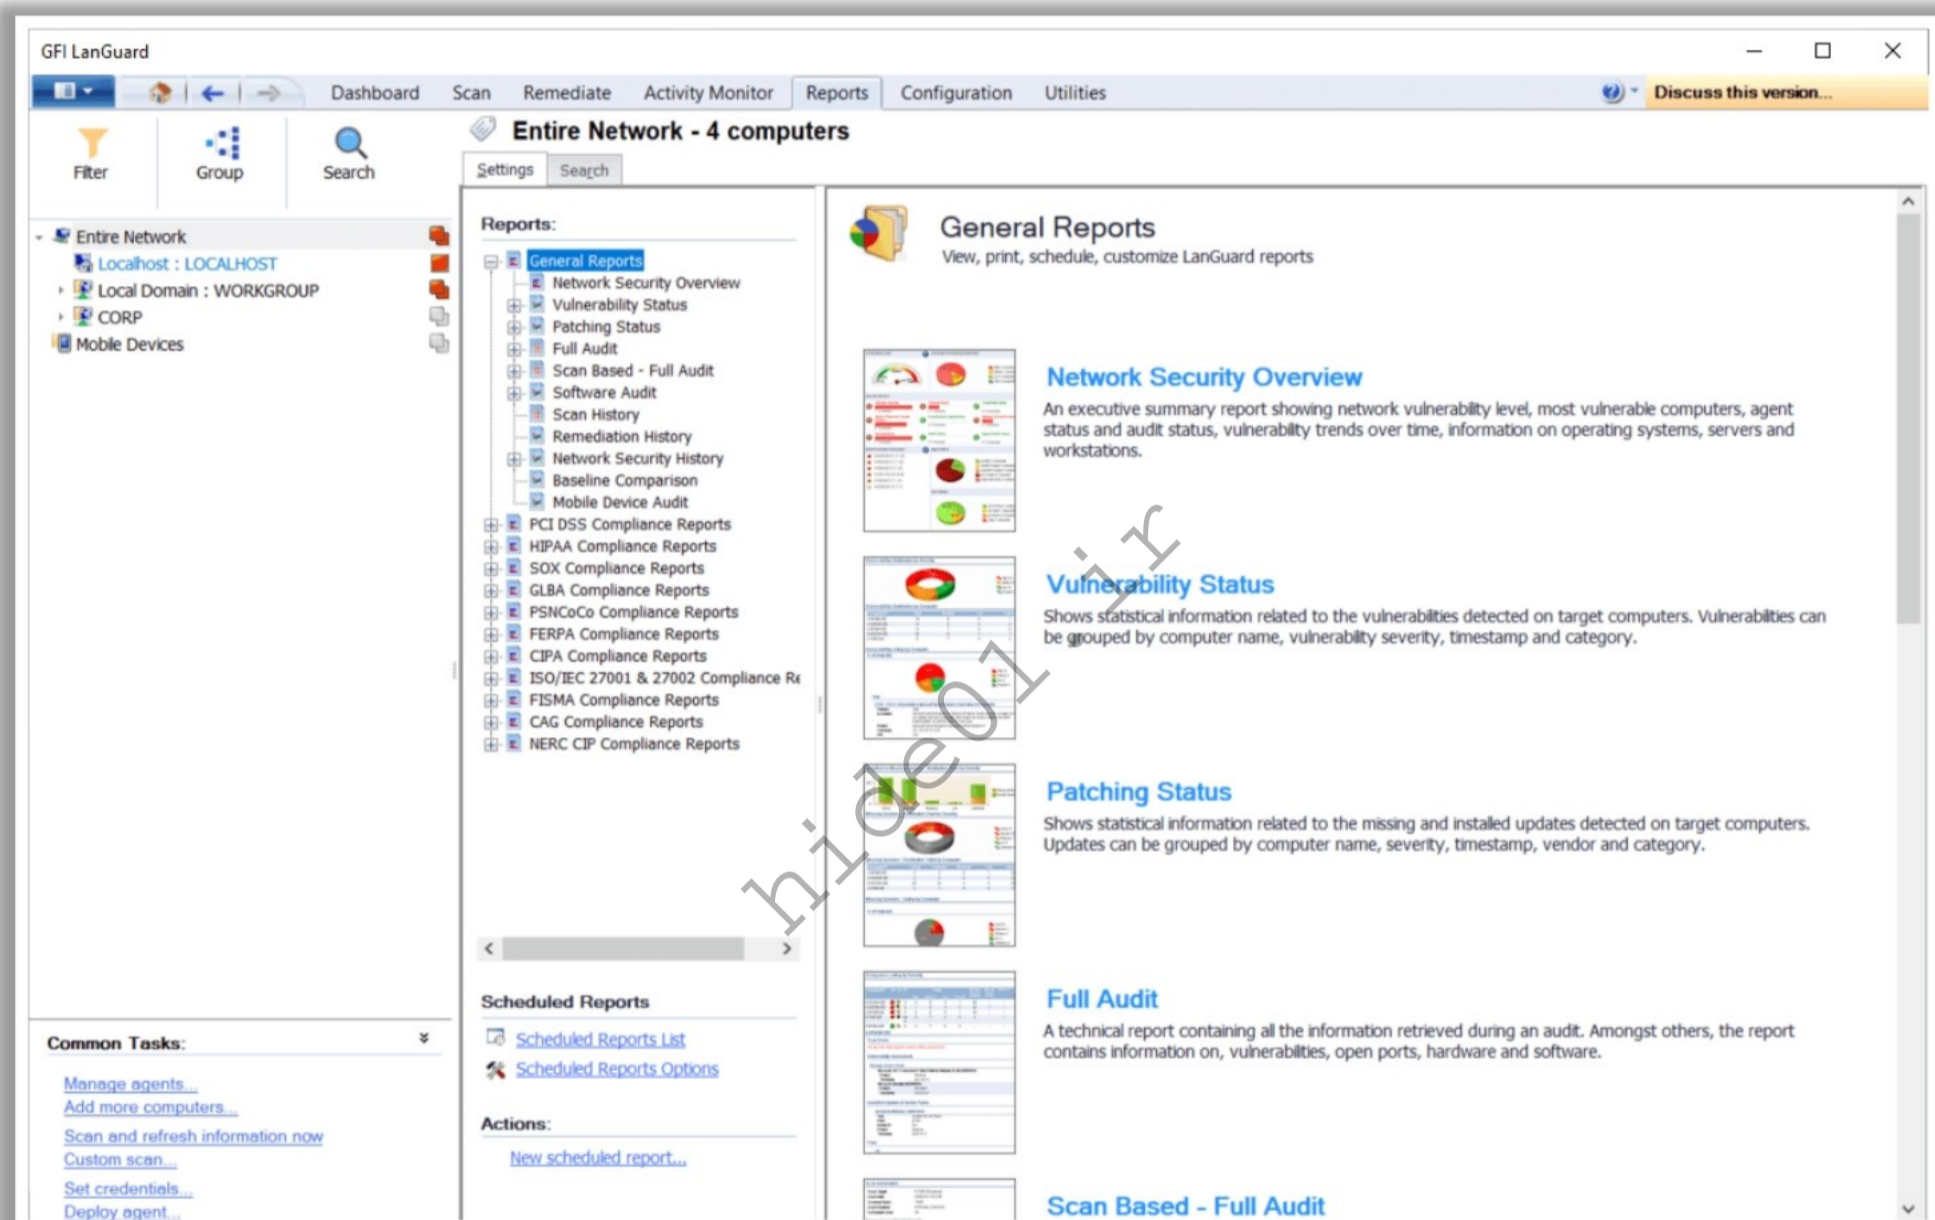 GFI LanGuard
Dashboard Scan Remediate Activity Monitor Reports Configuration Utilities Discuss this version...
Filter Group Search
Entire Network - 4 computers
Settings Search
Entire Network
Localhost : LOCALHOST
Local Domain : WORKGROUP
CORP
Mobile Devices
Common Tasks:
Manage agents...
Add more computers...
Scan and refresh information now
Custom scan...
Set credentials...
Deploy agent...
Reports:
General Reports
Network Security Overview
Vulnerability Status
Patching Status
Full Audit
Scan Based - Full Audit
Software Audit
Scan History
Remediation History
Network Security History
Baseline Comparison
Mobile Device Audit
PCI DSS Compliance Reports
HIPAA Compliance Reports
SOX Compliance Reports
GLBA Compliance Reports
PSNCoCo Compliance Reports
FERPA Compliance Reports
CIPA Compliance Reports
ISO/IEC 27001 & 27002 Compliance Re
FISMA Compliance Reports
CAG Compliance Reports
NERC CIP Compliance Reports
Scheduled Reports
Scheduled Reports List
Scheduled Reports Options
Actions:
New scheduled report...
General Reports
View, print, schedule, customize LanGuard reports
Network Security Overview
An executive summary report showing network vulnerability level, most vulnerable computers, agent
status and audit status, vulnerability trends over time, information on operating systems, servers and
workstations.
Vulnerability Status
Shows statistical information related to the vulnerabilities detected on target computers. Vulnerabilities can
be grouped by computer name, vulnerability severity, timestamp and category.
Patching Status
Shows statistical information related to the missing and installed updates detected on target computers.
Updates can be grouped by computer name, severity, timestamp, vendor and category.
Full Audit
A technical report containing all the information retrieved during an audit. Amongst others, the report
contains information on, vulnerabilities, open ports, hardware and software.
Scan Based - Full Audit
hide01.ir